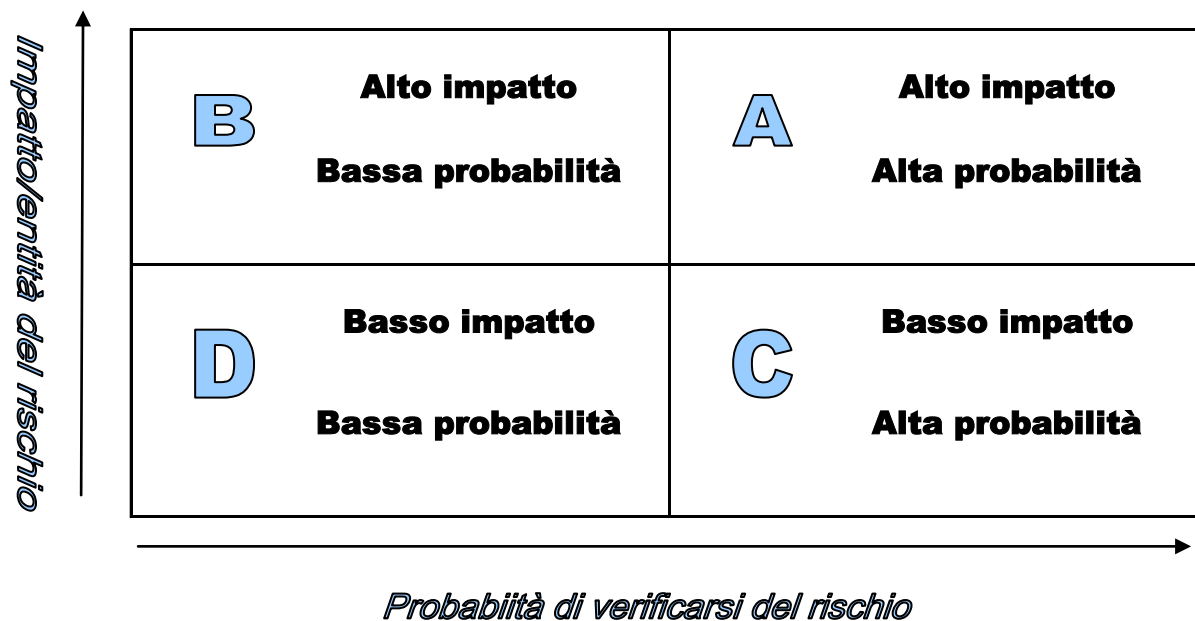 Impatto/entità del rischio
B
Alto impatto
Bassa probabilità
A
Alto impatto
Alta probabilità
D
Basso impatto
Bassa probabilità
C
Basso impatto
Alta probabilità
Probabiità di verificarsi del rischio